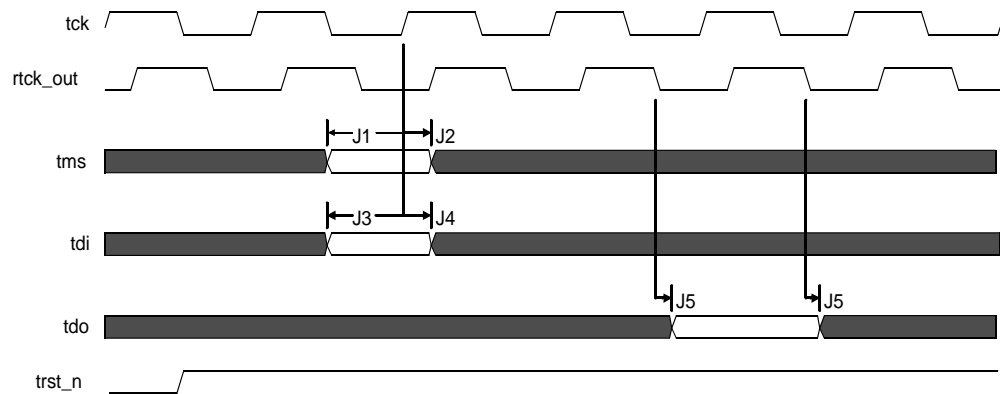 tck
rtck_out
J1 J2
tms
J3 J4
tdi
J5 J5
tdo
trst_n